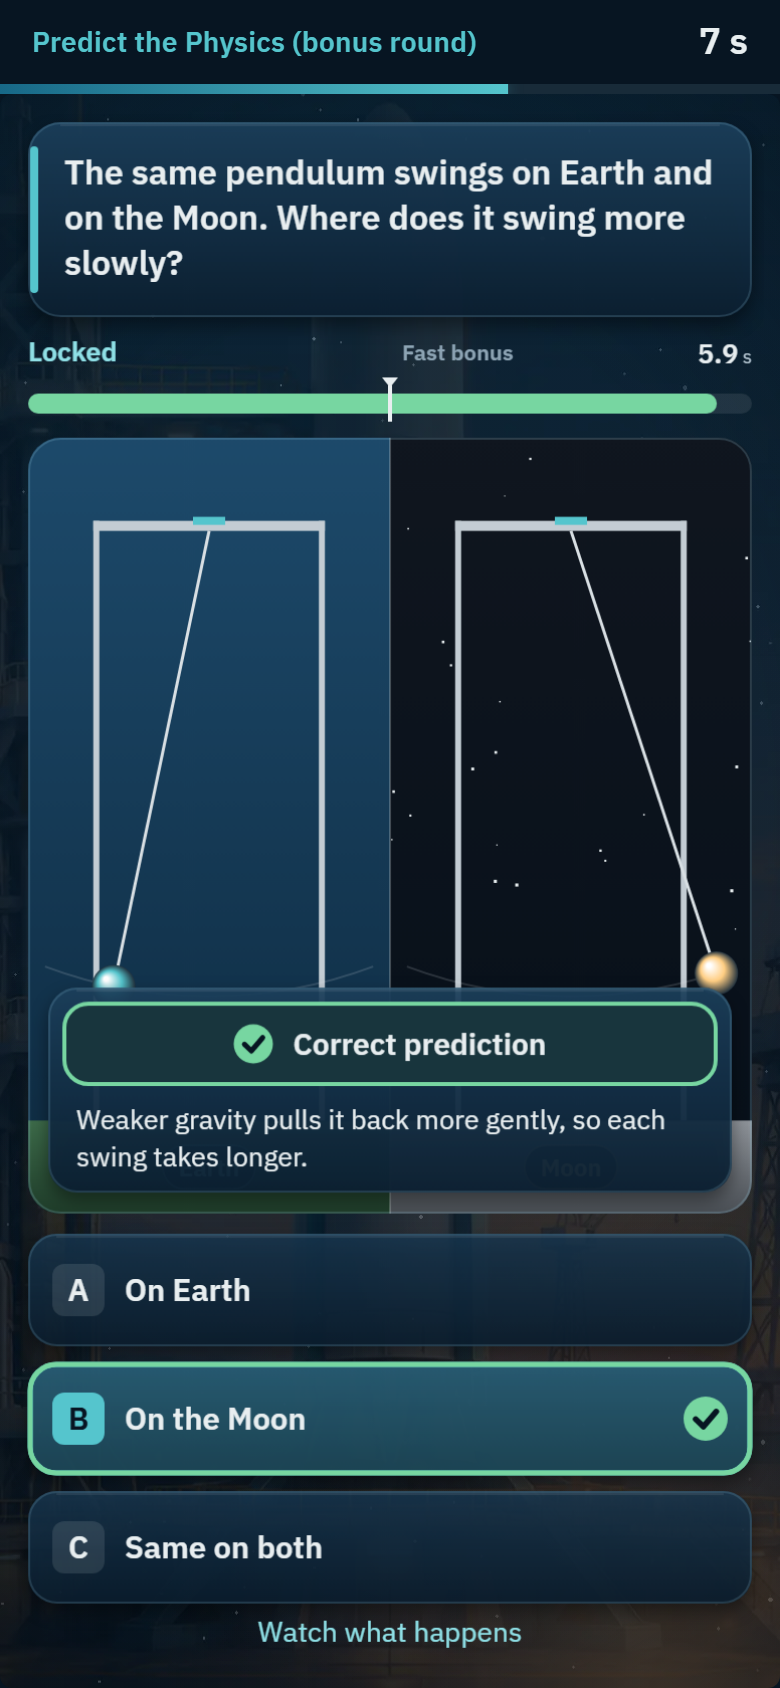 Predict the Physics (bonus round)
7 s
The same pendulum swings on Earth and
on the Moon. Where does it swing more
slowly?
Locked
Fast bonus
5.9 s
Correct prediction
Weaker gravity pulls it back more gently, so each
swing takes longer.
Earth
Moon
A On Earth
B On the Moon
C Same on both
Watch what happens